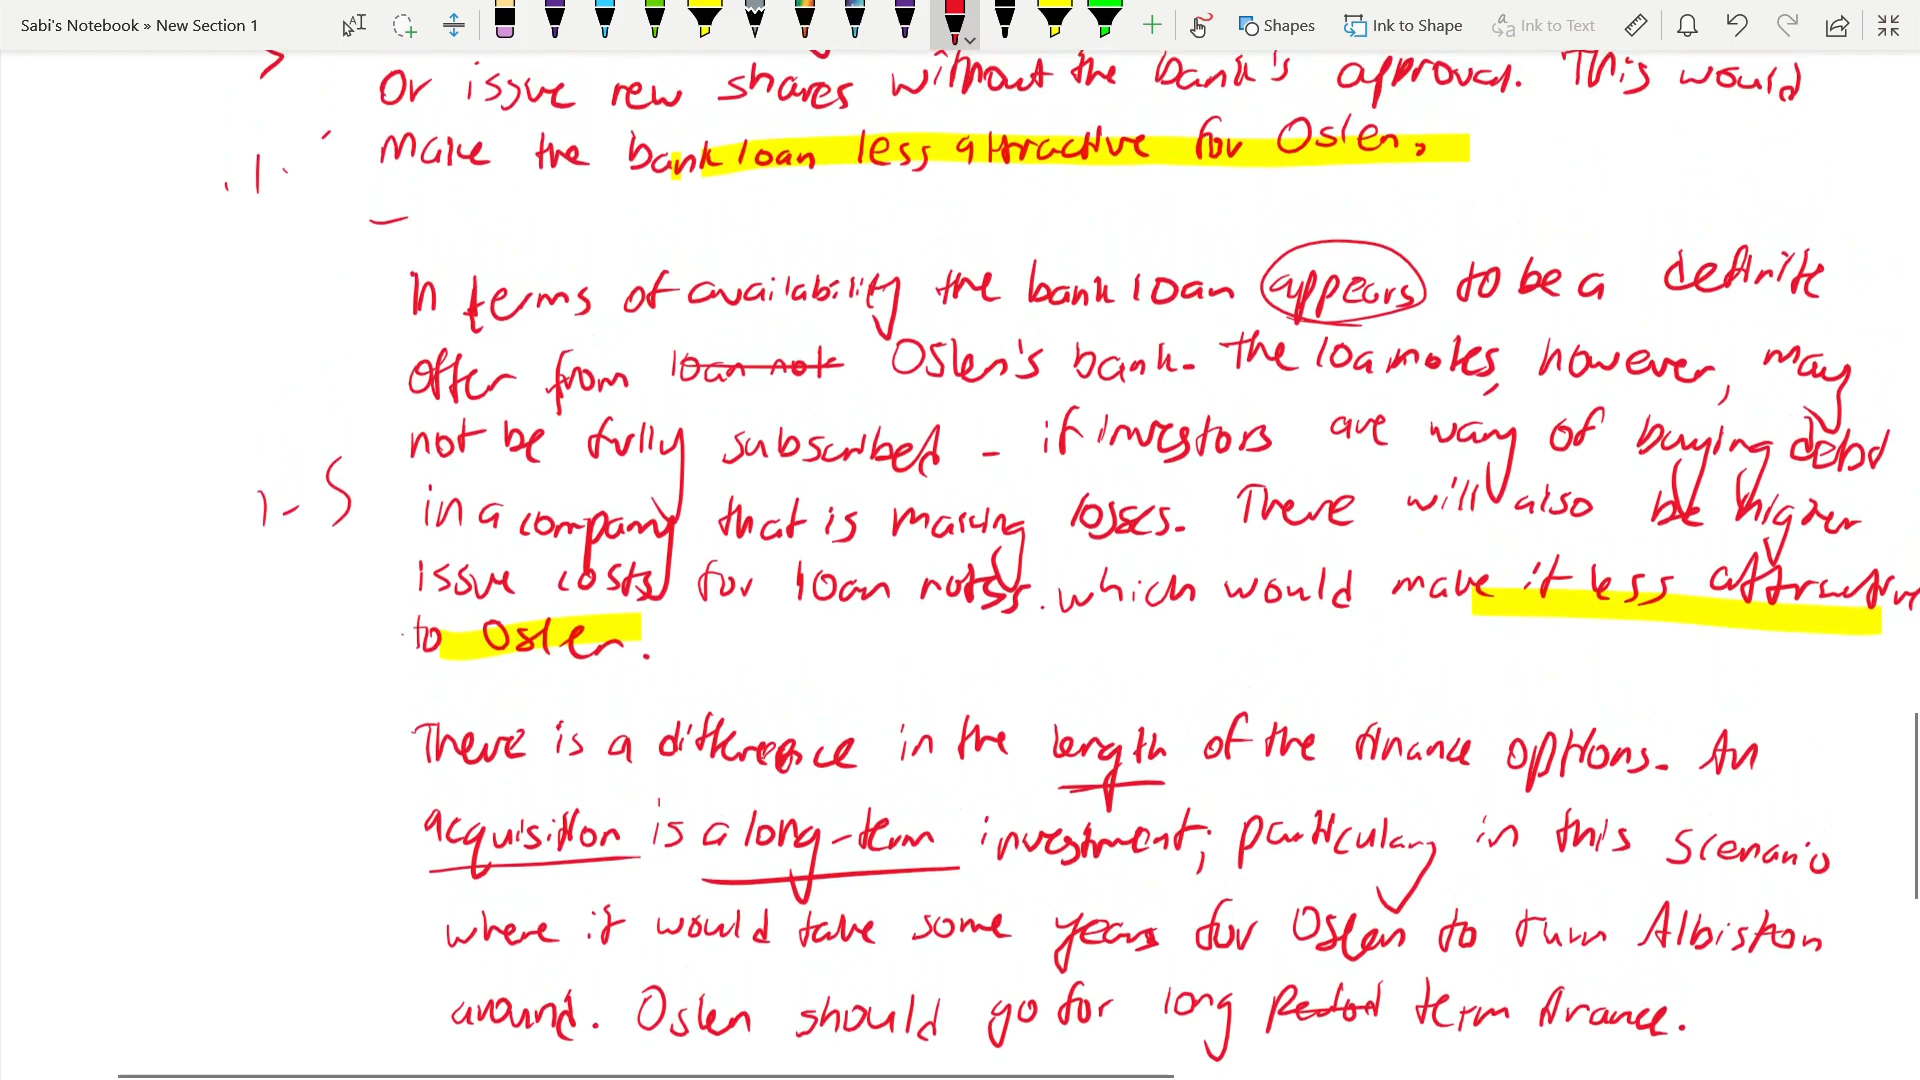 Sabi's Notebook » New Section 1
Shapes
Ink to Shape
Ink to Text
Or issue new shares without the bank's approval. This would
make the bank loan less attractive for Oslen.
In terms of availability the bank loan appears to be a definite
offer from loan not Oslen's bank. The loan notes, however, may
not be fully subscribed - if investors are wary of buying debt
in a company that is making losses. There will also be higher
issue costs for loan notes. which would make it less attractive
to Oslen.
There is a difference in the length of the finance options. An
acquisition is a long-term investment, particulary in this scenario
where it would take some years for Oslen to turn Albiston
around. Oslen should go for long term finance.